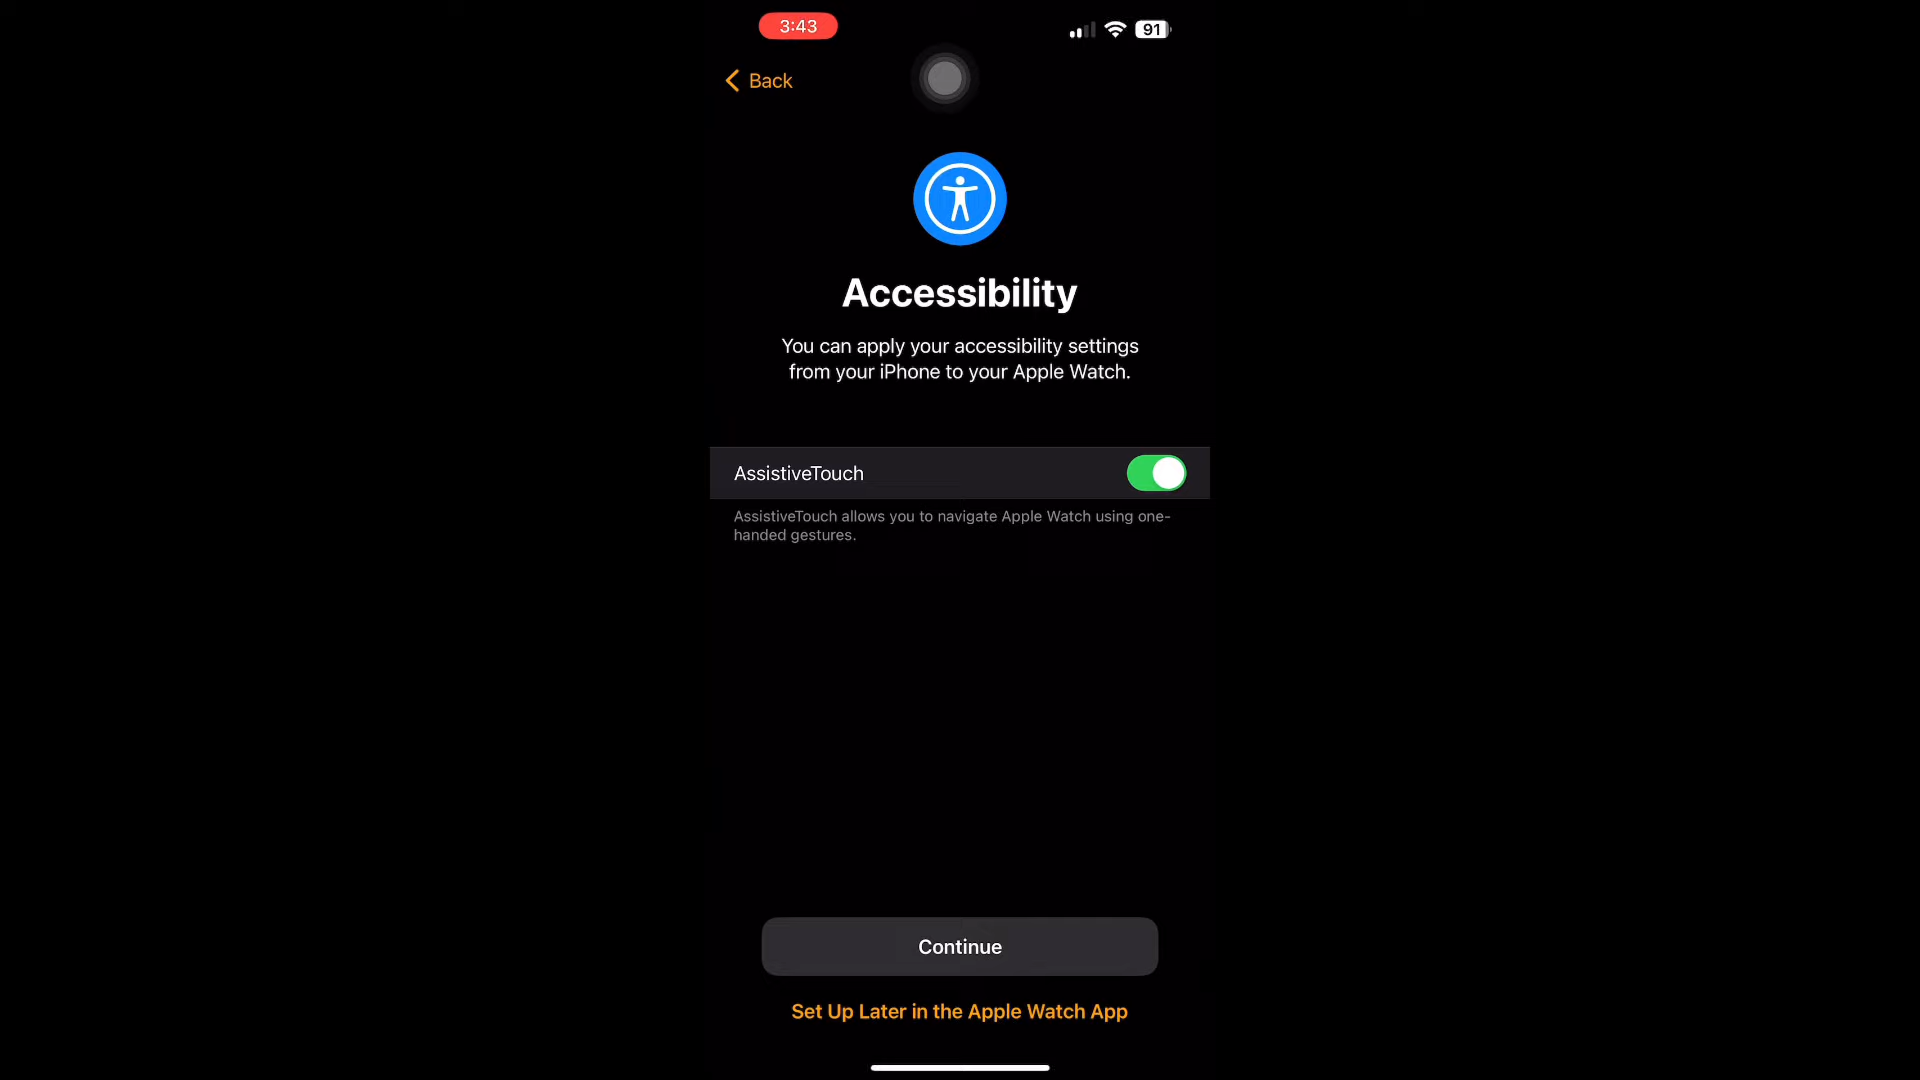 3:43
91
Back
Accessibility
You can apply your accessibility settings
from your iPhone to your Apple Watch.
AssistiveTouch
AssistiveTouch allows you to navigate Apple Watch using one-
handed gestures.
Continue
Set Up Later in the Apple Watch App